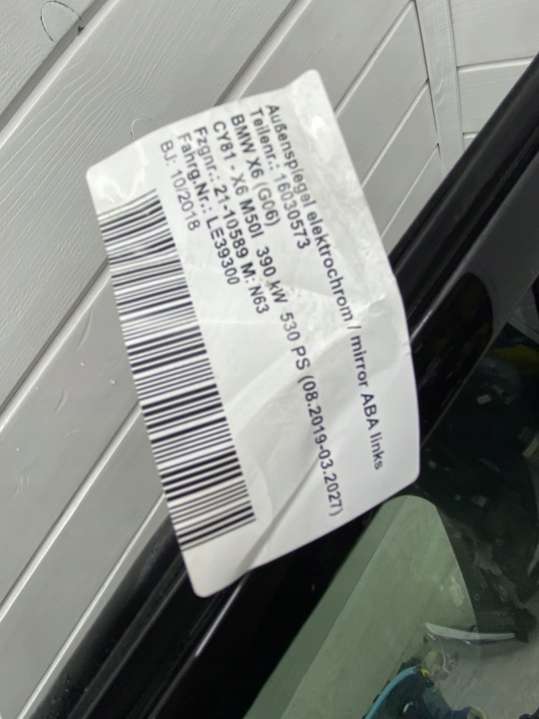 Außenspiegel elektrochrom / mirror ABA links
Teilenr.: 16030573
BMW X6 (G06)
CY81 - X6 M50i 390 kW 530 PS (08.2019-03.2027)
Fzgnr.: 21-10589 M: N63
Fahrg.Nr.: LE39300
BJ: 10/2018